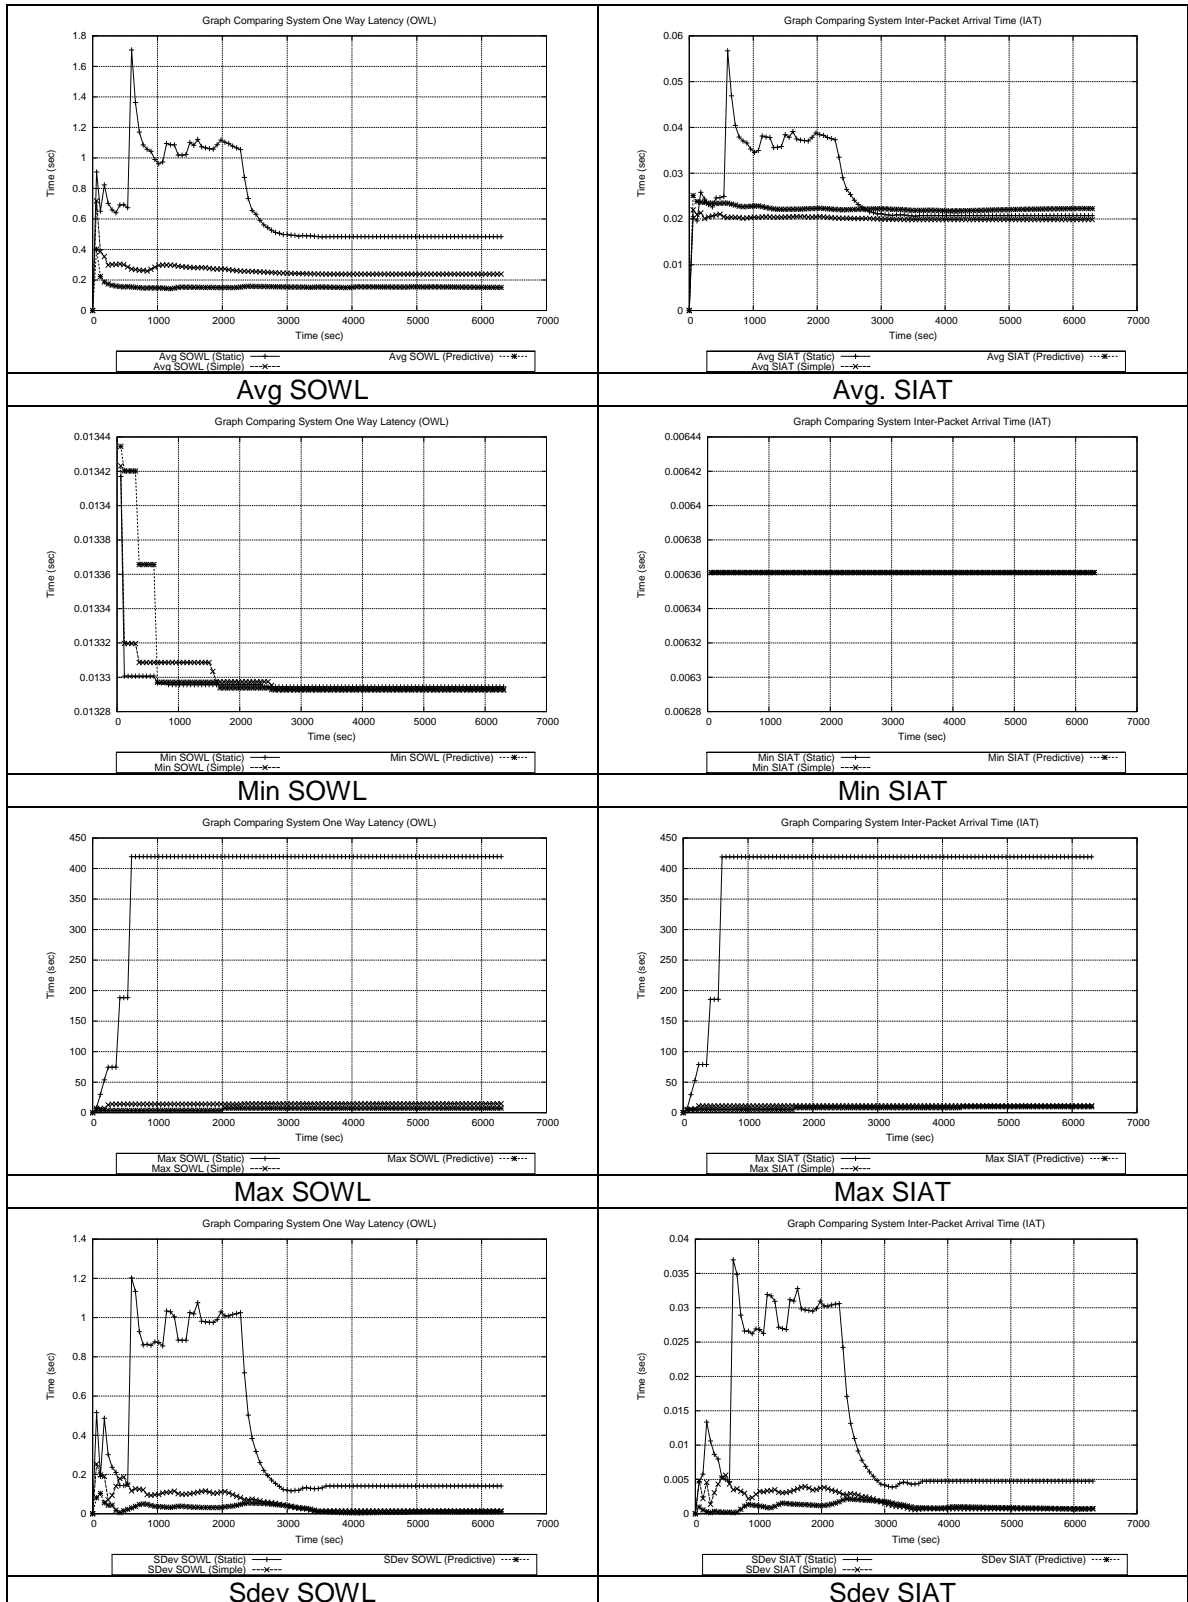 Graph Comparing System One Way Latency (OWL)
1.8
1.6
1.4
1.2
1
0.8
0.6
0.4
0.2
0
Time (sec)
0 1000 2000 3000 4000 5000 6000 7000
Time (sec)
Avg SOWL (Static) Avg SOWL (Predictive)
Avg SOWL (Simple)
Avg SOWL
Graph Comparing System Inter-Packet Arrival Time (IAT)
0.06
0.05
0.04
0.03
0.02
0.01
0
Time (sec)
0 1000 2000 3000 4000 5000 6000 7000
Time (sec)
Avg SIAT (Static) Avg SIAT (Predictive)
Avg SIAT (Simple)
Avg. SIAT
Graph Comparing System One Way Latency (OWL)
0.01344
0.01342
0.0134
0.01338
0.01336
0.01334
0.01332
0.0133
0.01328
Time (sec)
0 1000 2000 3000 4000 5000 6000 7000
Time (sec)
Min SOWL (Static) Min SOWL (Predictive)
Min SOWL (Simple)
Min SOWL
Graph Comparing System Inter-Packet Arrival Time (IAT)
0.00644
0.00642
0.0064
0.00638
0.00636
0.00634
0.00632
0.0063
0.00628
Time (sec)
0 1000 2000 3000 4000 5000 6000 7000
Time (sec)
Min SIAT (Static) Min SIAT (Predictive)
Min SIAT (Simple)
Min SIAT
Graph Comparing System One Way Latency (OWL)
450
400
350
300
250
200
150
100
50
0
Time (sec)
0 1000 2000 3000 4000 5000 6000 7000
Time (sec)
Max SOWL (Static) Max SOWL (Predictive)
Max SOWL (Simple)
Max SOWL
Graph Comparing System Inter-Packet Arrival Time (IAT)
450
400
350
300
250
200
150
100
50
0
Time (sec)
0 1000 2000 3000 4000 5000 6000 7000
Time (sec)
Max SIAT (Static) Max SIAT (Predictive)
Max SIAT (Simple)
Max SIAT
Graph Comparing System One Way Latency (OWL)
1.4
1.2
1
0.8
0.6
0.4
0.2
0
Time (sec)
0 1000 2000 3000 4000 5000 6000 7000
Time (sec)
SDev SOWL (Static) SDev SOWL (Predictive)
SDev SOWL (Simple)
Sdev SOWL
Graph Comparing System Inter-Packet Arrival Time (IAT)
0.04
0.035
0.03
0.025
0.02
0.015
0.01
0.005
0
Time (sec)
0 1000 2000 3000 4000 5000 6000 7000
Time (sec)
SDev SIAT (Static) SDev SIAT (Predictive)
SDev SIAT (Simple)
Sdev SIAT